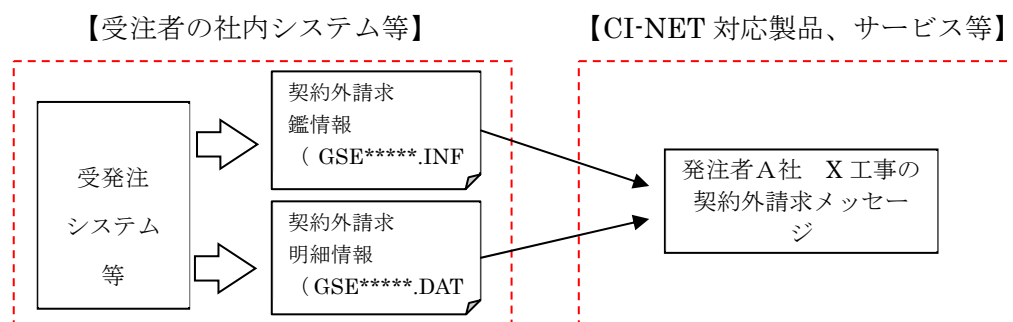 【受注者の社内システム等】
【CI-NET 対応製品、サービス等】
受発注
システム
等
契約外請求
鑑情報
（ GSE*****.INF
契約外請求
明細情報
（GSE*****.DAT
発注者Ａ社　X 工事の
契約外請求メッセー
ジ